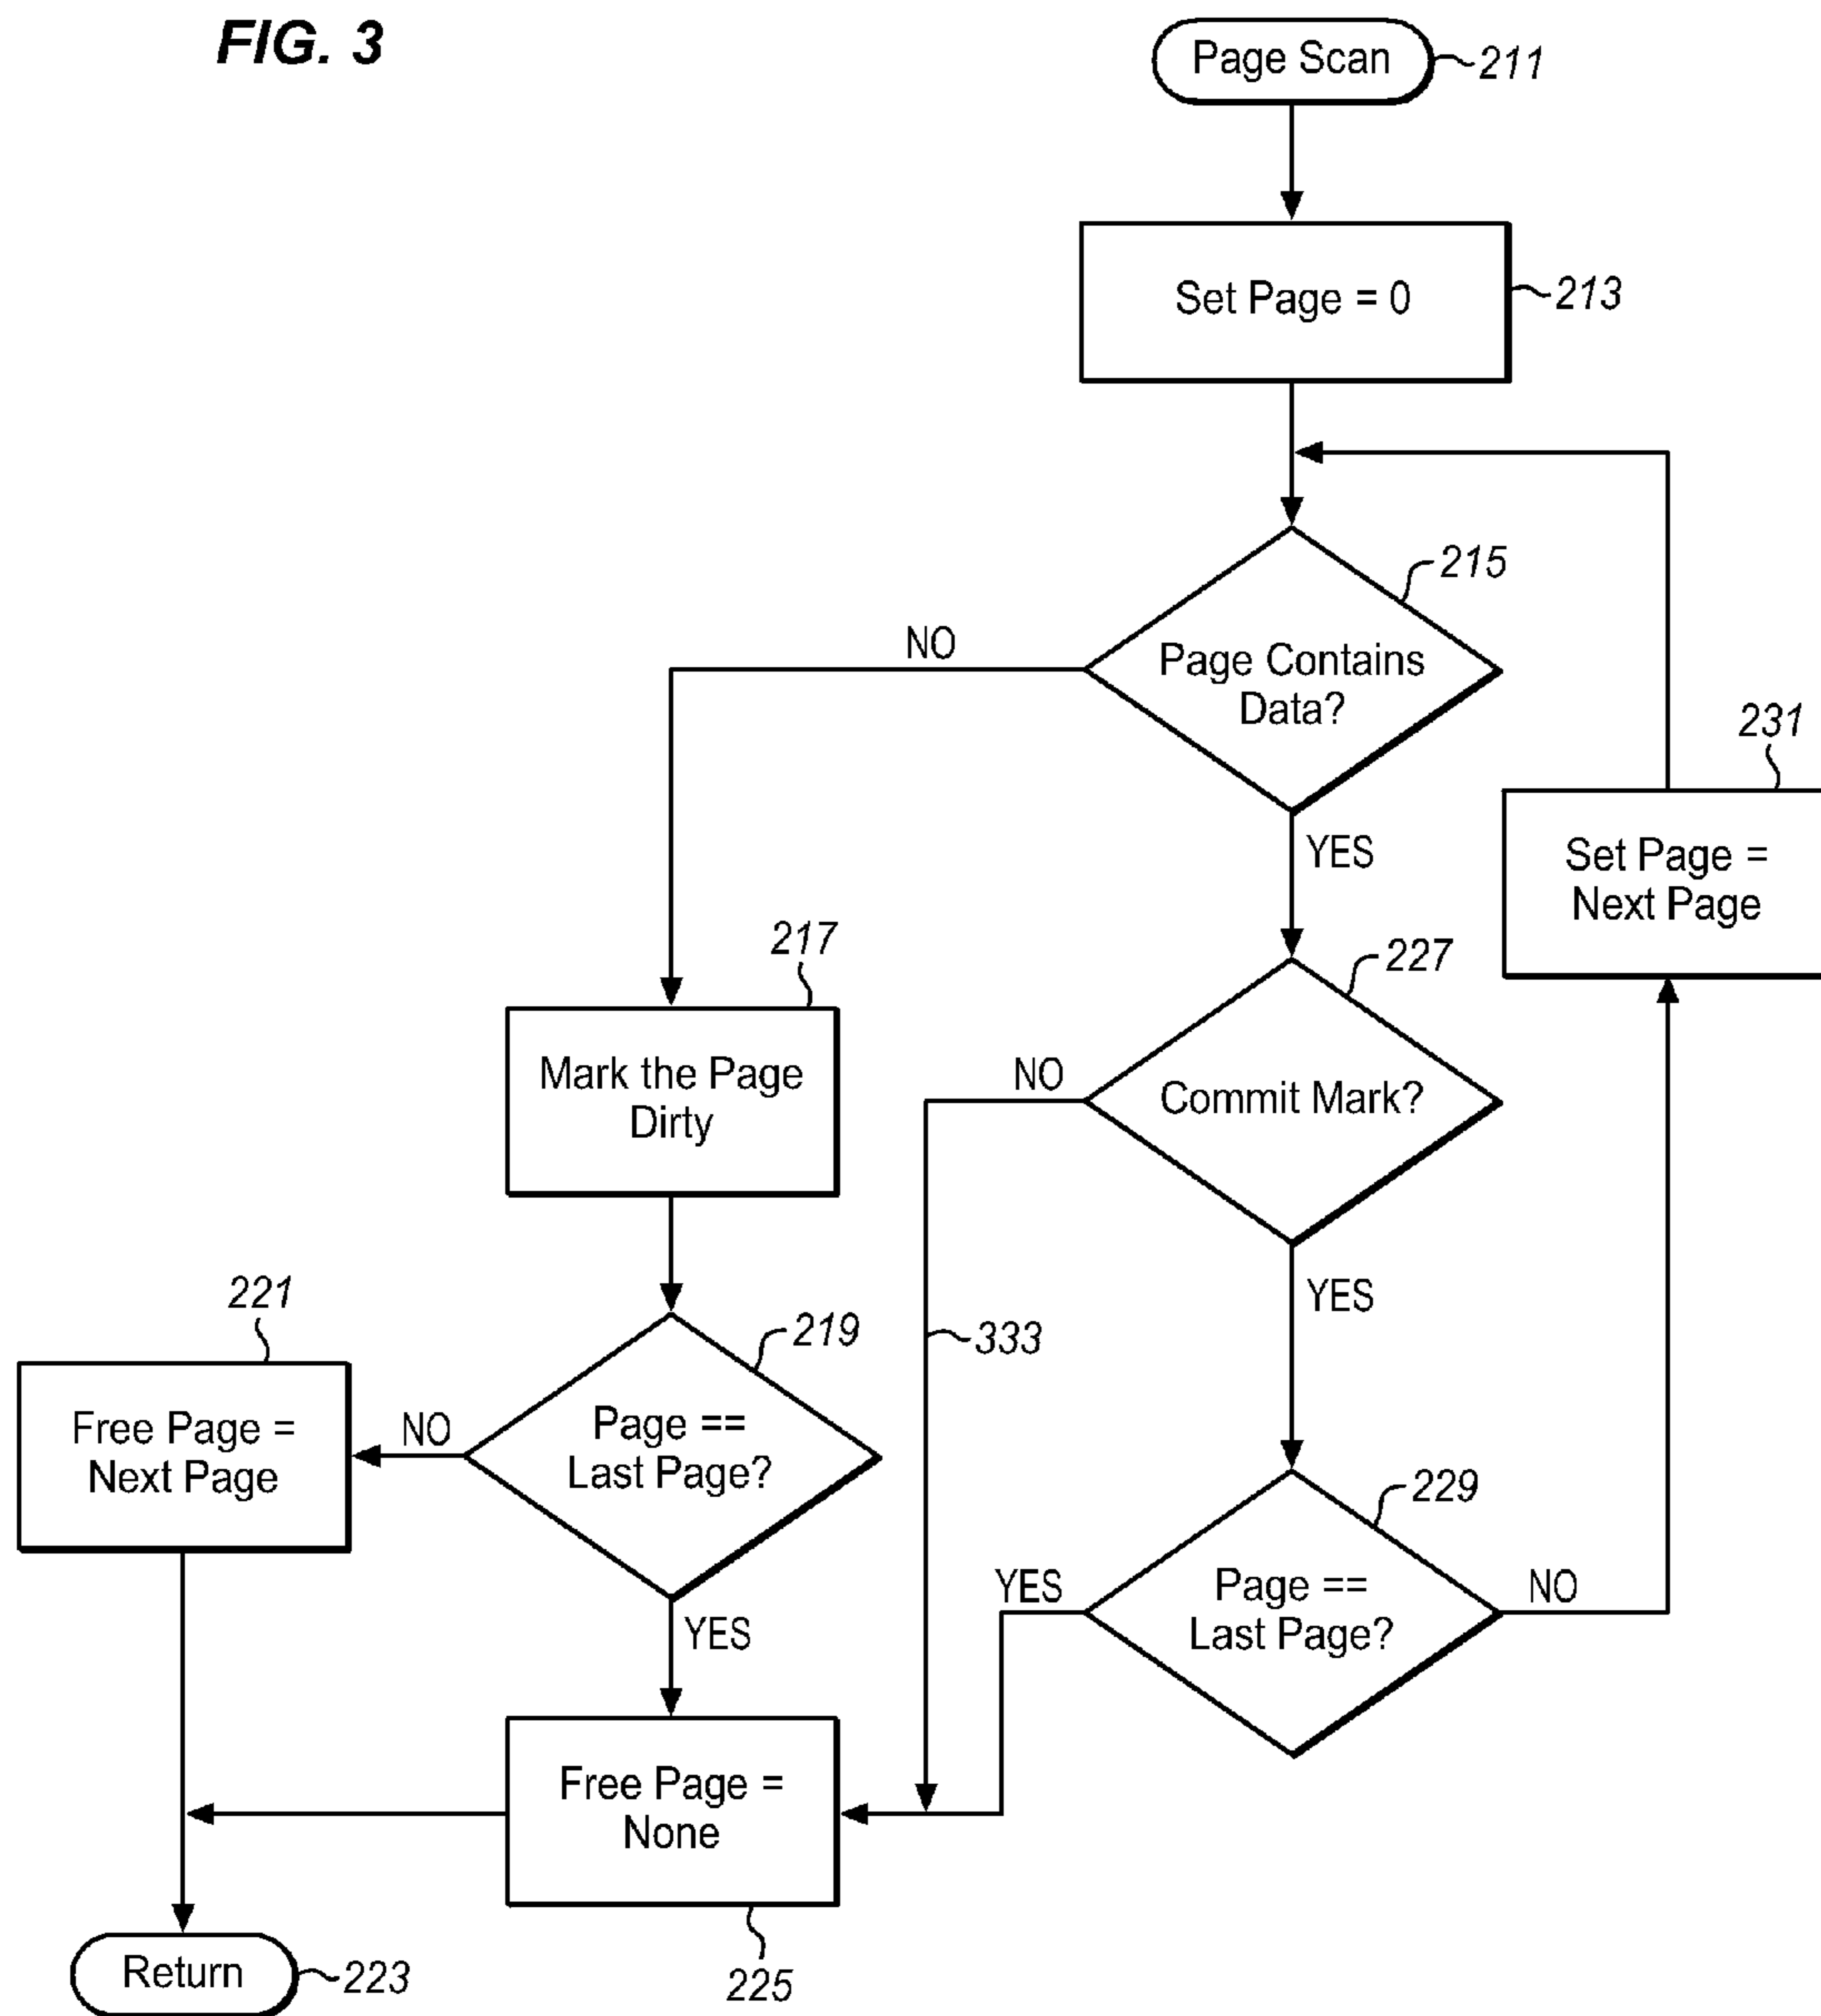 FIG. 3
Page Scan
211
Set Page = 0
213
215
NO
Page Contains
Data?
231
YES
Set Page =
Next Page
217
227
Mark the Page
Dirty
NO
Commit Mark?
221
YES
219
333
Free Page =
Next Page
NO
Page ==
Last Page?
229
YES
Page ==
Last Page?
NO
YES
Free Page =
None
Return
223
225